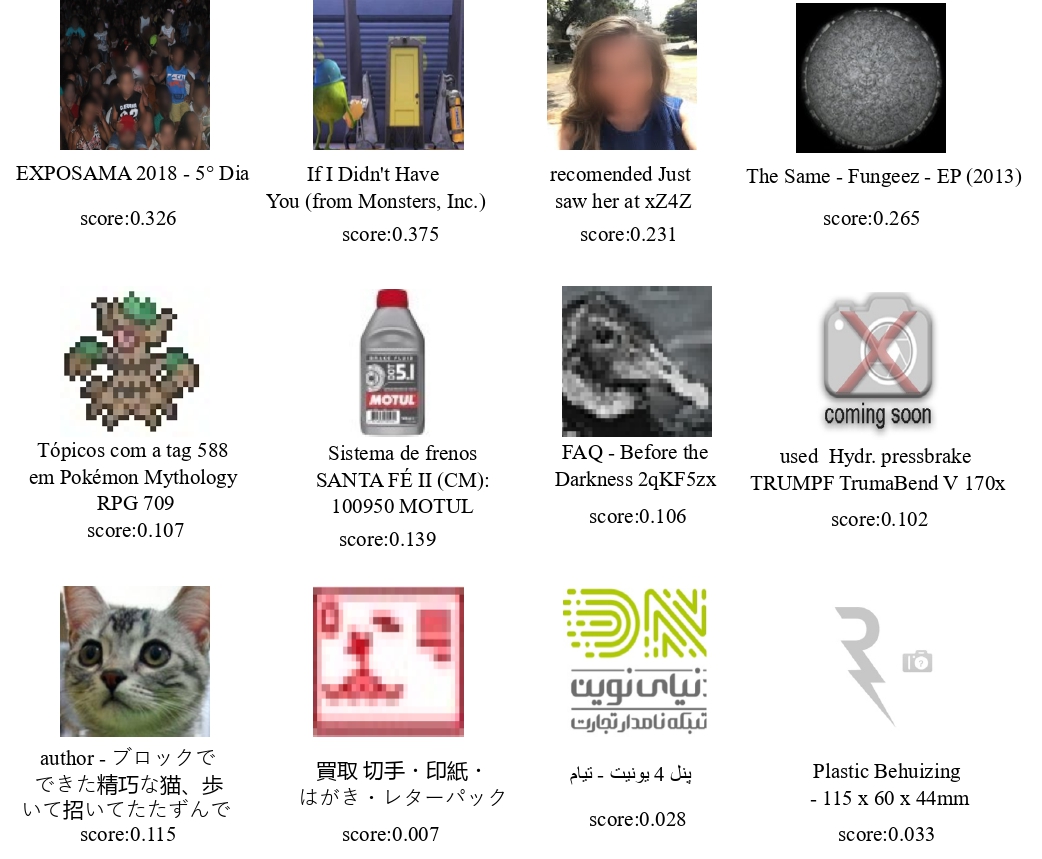 EXPOSAMA 2018 - 5° Dia
score:0.326
If I Didn't Have
You (from Monsters, Inc.)
score:0.375
recomended Just
saw her at xZ4Z
score:0.231
The Same - Fungeez - EP (2013)
score:0.265
Tópicos com a tag 588
em Pokémon Mythology
RPG 709
score:0.107
BRAKE FLUID
DOT 5.1
MOTUL
Sistema de frenos
SANTA FÉ II (CM):
100950 MOTUL
score:0.139
FAQ - Before the
Darkness 2qKF5zx
score:0.106
coming soon
used Hydr. pressbrake
TRUMPF TrumaBend V 170x
score:0.102
author - ブロックで
できた精巧な猫、歩
いて招いてたたずんで
score:0.115
買取 切手・印紙・
はがき・レターパック
score:0.007
DN
دنیای نوین
شبکه نامدار تجارت
پنل 4 یونیت - تیام
score:0.028
R
Plastic Behuizing
- 115 x 60 x 44mm
score:0.033